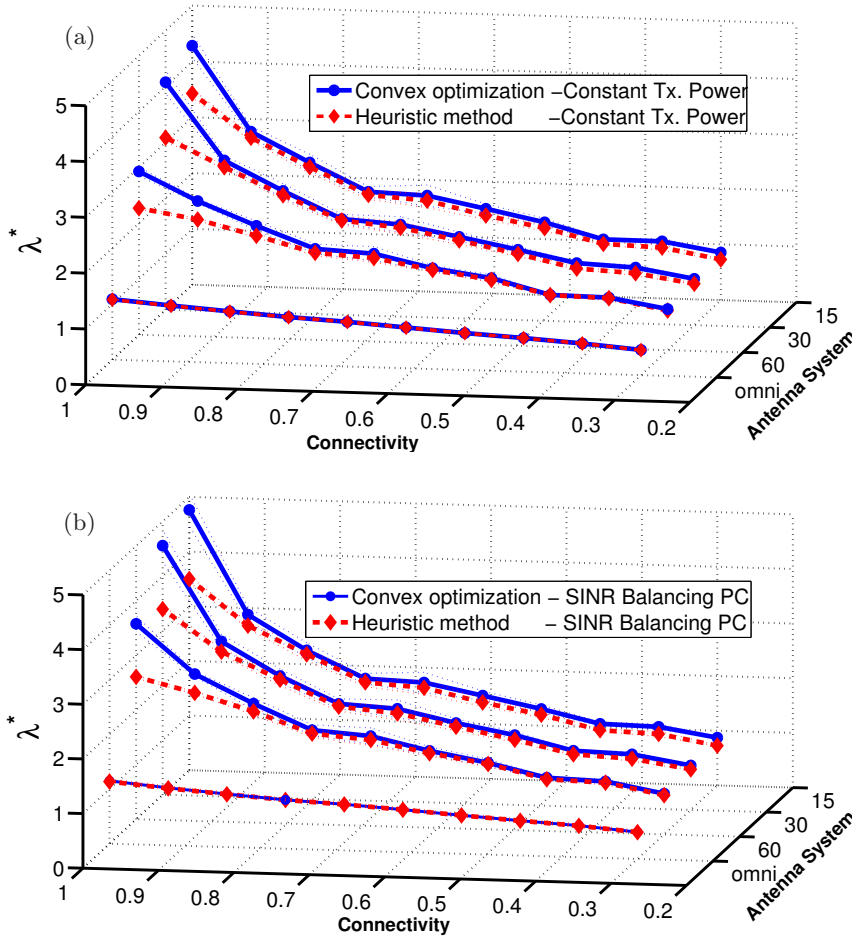 (a)
Convex optimization –Constant Tx. Power
Heuristic method –Constant Tx. Power
5
4
3
2
1
0
λ*
1
0.9
0.8
0.7
0.6
0.5
0.4
0.3
0.2
Connectivity
omni
60
30
15
Antenna System
(b)
Convex optimization – SINR Balancing PC
Heuristic method – SINR Balancing PC
5
4
3
2
1
0
λ*
1
0.9
0.8
0.7
0.6
0.5
0.4
0.3
0.2
Connectivity
omni
60
30
15
Antenna System